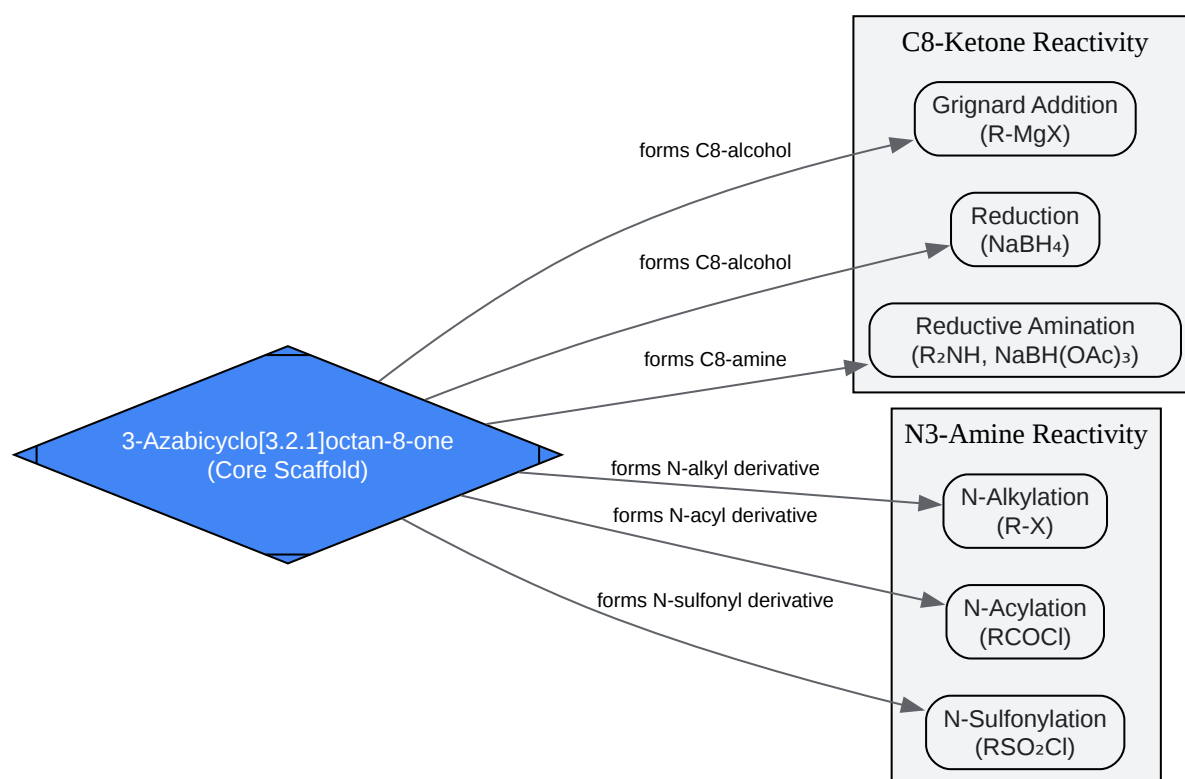 3-Azabicyclo[3.2.1]octan-8-one
(Core Scaffold)
forms C8-alcohol
forms C8-alcohol
forms C8-amine
forms N-alkyl derivative
forms N-acyl derivative
forms N-sulfonyl derivative
C8-Ketone Reactivity
Grignard Addition
(R-MgX)
Reduction
(NaBH₄)
Reductive Amination
(R₂NH, NaBH(OAc)₃)
N3-Amine Reactivity
N-Alkylation
(R-X)
N-Acylation
(RCOCl)
N-Sulfonylation
(RSO₂Cl)